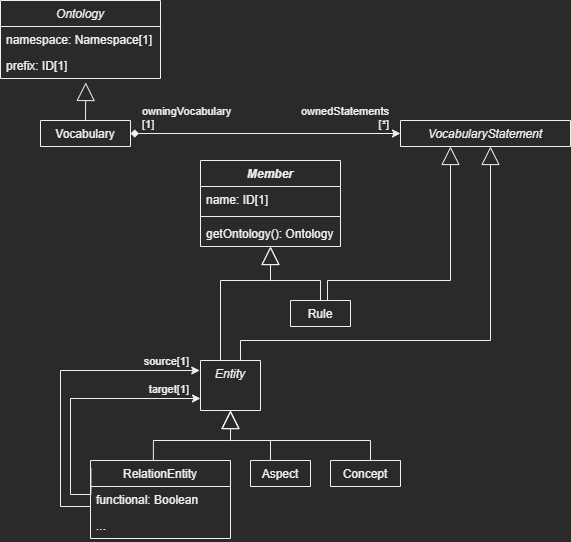 Ontology
namespace: Namespace[1]
prefix: ID[1]
owningVocabulary
[1]
ownedStatements
[*]
Vocabulary
VocabularyStatement
Member
name: ID[1]
getOntology(): Ontology
Rule
source[1]
Entity
target[1]
RelationEntity
Aspect
Concept
functional: Boolean
...